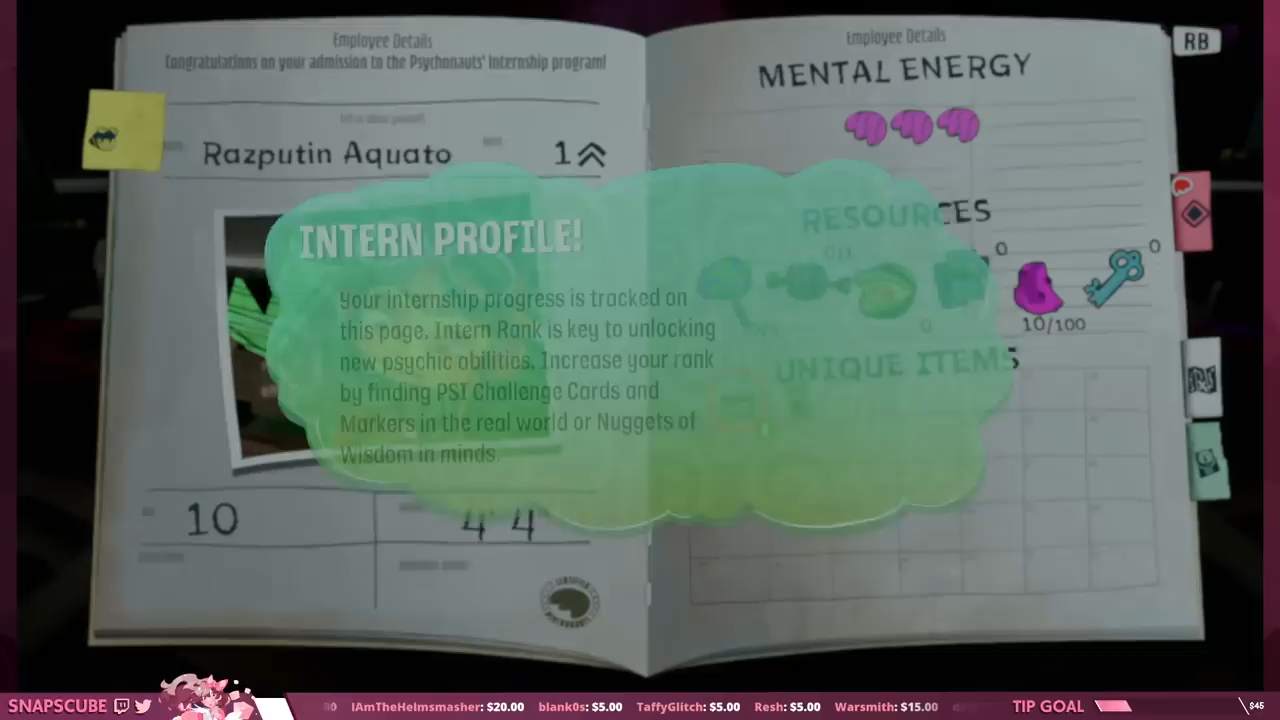 Employee Details
Congratulations on your admission to the Psychonauts' Internship program!
Razputin Aquato
1
10
4' 4
Employee Details
RB
MENTAL ENERGY
RESOURCES
0
0
0
10/100
UNIQUE ITEMS
INTERN PROFILE!
Your internship progress is tracked on
this page. Intern Rank is key to unlocking
new psychic abilities. Increase your rank
by finding PSI Challenge Cards and
Markers in the real world or Nuggets of
Wisdom in minds.
SNAPSCUBE
IAmTheHelmsmasher: $20.00 blank0s: $5.00 TaffyGlitch: $5.00 Resh: $5.00 Warsmith: $15.00
TIP GOAL
$45